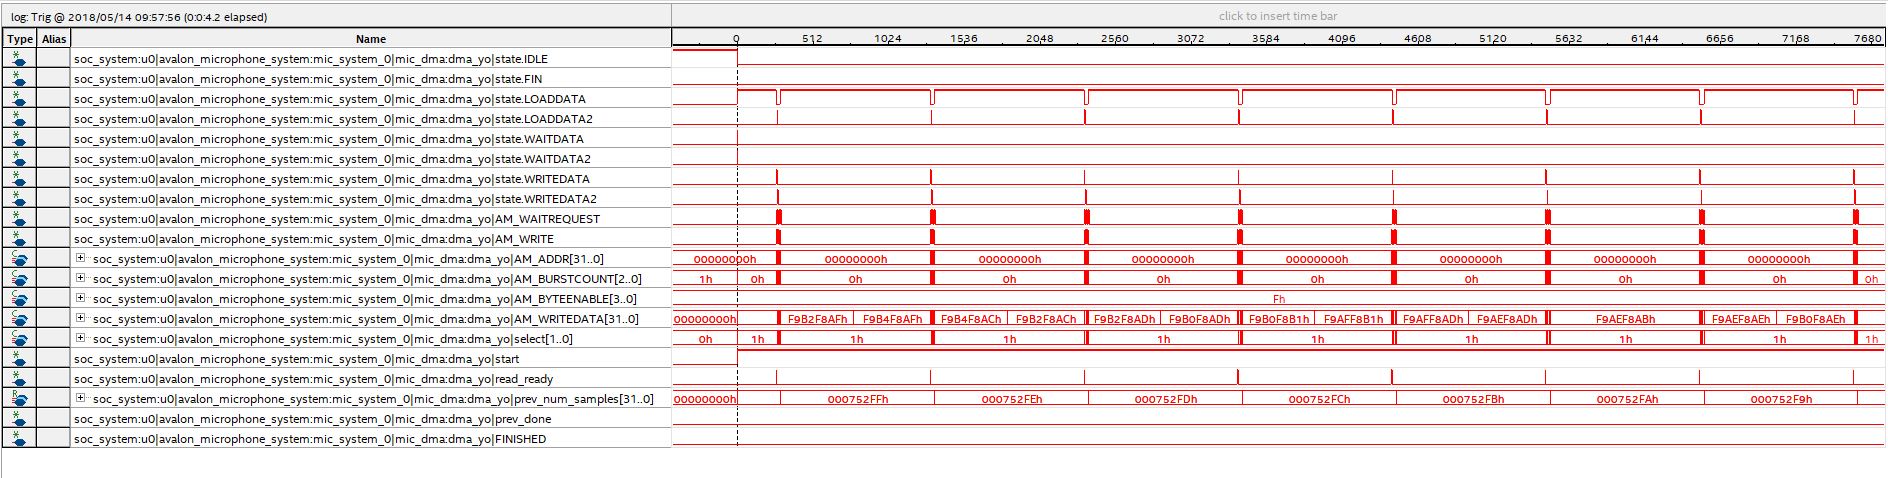 log: Trig @ 2018/05/14 09:57:56 (0:0:4.2 elapsed) click to insert time bar
Type Alias Name 0 512 1024 1536 2048 2560 3072 3584 4096 4608 5120 5632 6144 6656 7168 7680
soc_system:u0|avalon_microphone_system:mic_system_0|mic_dma:dma_yo|state.IDLE
soc_system:u0|avalon_microphone_system:mic_system_0|mic_dma:dma_yo|state.FIN
soc_system:u0|avalon_microphone_system:mic_system_0|mic_dma:dma_yo|state.LOADDATA
soc_system:u0|avalon_microphone_system:mic_system_0|mic_dma:dma_yo|state.LOADDATA2
soc_system:u0|avalon_microphone_system:mic_system_0|mic_dma:dma_yo|state.WAITDATA
soc_system:u0|avalon_microphone_system:mic_system_0|mic_dma:dma_yo|state.WAITDATA2
soc_system:u0|avalon_microphone_system:mic_system_0|mic_dma:dma_yo|state.WRITEDATA
soc_system:u0|avalon_microphone_system:mic_system_0|mic_dma:dma_yo|state.WRITEDATA2
soc_system:u0|avalon_microphone_system:mic_system_0|mic_dma:dma_yo|AM_WAITREQUEST
soc_system:u0|avalon_microphone_system:mic_system_0|mic_dma:dma_yo|AM_WRITE
soc_system:u0|avalon_microphone_system:mic_system_0|mic_dma:dma_yo|AM_ADDR[31..0] 00000000h 00000000h 00000000h 00000000h 00000000h 00000000h 00000000h 00000000h
soc_system:u0|avalon_microphone_system:mic_system_0|mic_dma:dma_yo|AM_BURSTCOUNT[2..0] 1h 0h 0h 0h 0h 0h 0h 0h 0h 0h
soc_system:u0|avalon_microphone_system:mic_system_0|mic_dma:dma_yo|AM_BYTEENABLE[3..0] Fh
soc_system:u0|avalon_microphone_system:mic_system_0|mic_dma:dma_yo|AM_WRITEDATA[31..0] 00000000h F9B2F8AFh F9B4F8AFh F9B4F8ACh F9B2F8ACh F9B2F8ADh F9B0F8ADh F9B0F8B1h F9AFF8B1h F9AFF8ADh F9AEF8ADh F9AEF8ABh F9AEF8AEh F9B0F8AEh
soc_system:u0|avalon_microphone_system:mic_system_0|mic_dma:dma_yo|select[1..0] 0h 1h 1h 1h 1h 1h 1h 1h 1h 1h
soc_system:u0|avalon_microphone_system:mic_system_0|mic_dma:dma_yo|start
soc_system:u0|avalon_microphone_system:mic_system_0|mic_dma:dma_yo|read_ready
soc_system:u0|avalon_microphone_system:mic_system_0|mic_dma:dma_yo|prev_num_samples[31..0] 00000000h 000752FFh 000752FEh 000752FDh 000752FCh 000752FBh 000752FAh 000752F9h
soc_system:u0|avalon_microphone_system:mic_system_0|mic_dma:dma_yo|prev_done
soc_system:u0|avalon_microphone_system:mic_system_0|mic_dma:dma_yo|FINISHED